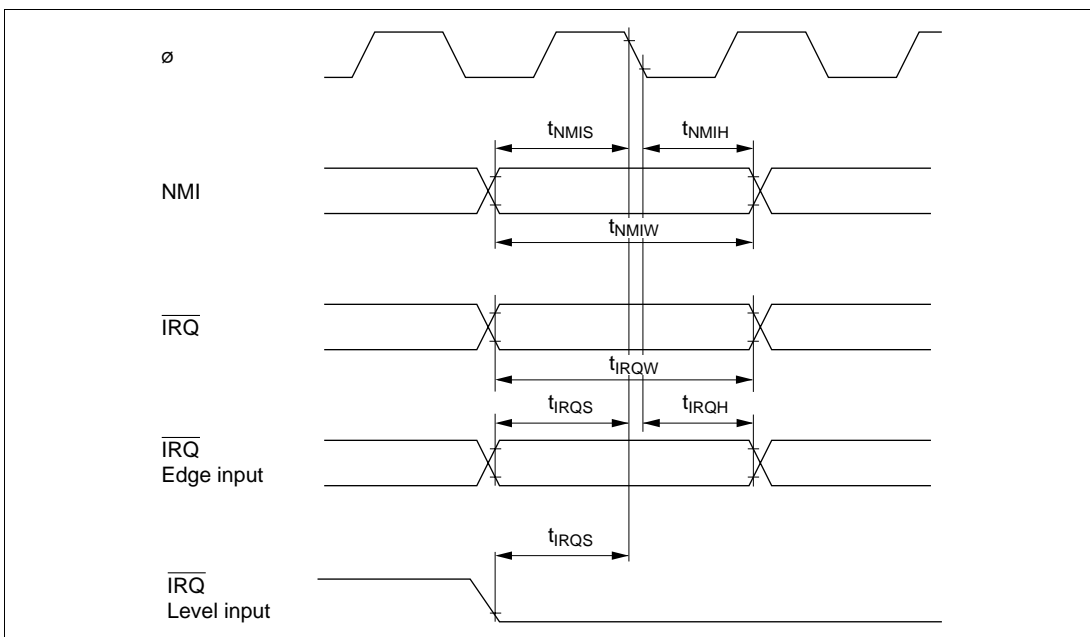 ø
tNMIS
tNMIH
NMI
tNMIW
IRQ
tIRQW
tIRQS
tIRQH
IRQ
Edge input
tIRQS
IRQ
Level input